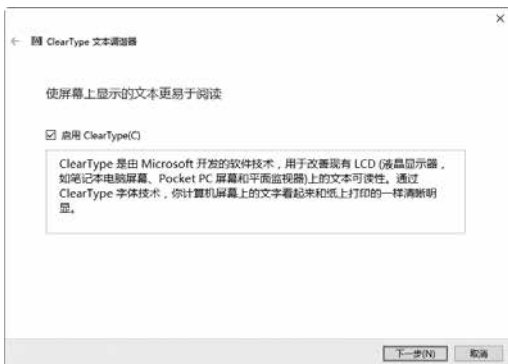 ClearType 文本调谐器
使屏幕上显示的文本更易于阅读
启用 ClearType(C)
ClearType 是由 Microsoft 开发的软件技术，用于改善现有 LCD (液晶显示器，
如笔记本电脑屏幕、Pocket PC 屏幕和平面监视器)上的文本可读性。通过
ClearType 字体技术，你计算机屏幕上的文字看起来和纸上打印的一样清晰明
显。
下一步(N) 取消